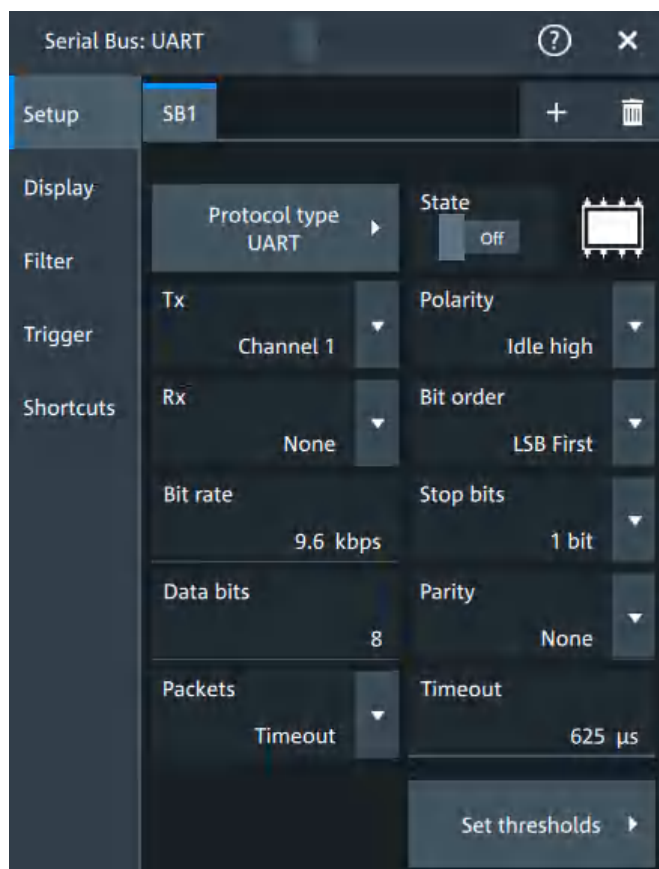 Serial Bus: UART
?
Setup
SB1
+
Display
Protocol type
UART
State
Off
Filter
Tx
Channel 1
Polarity
Idle high
Trigger
Rx
None
Bit order
LSB First
Shortcuts
Bit rate
9.6 kbps
Stop bits
1 bit
Data bits
8
Parity
None
Packets
Timeout
Timeout
625 µs
Set thresholds